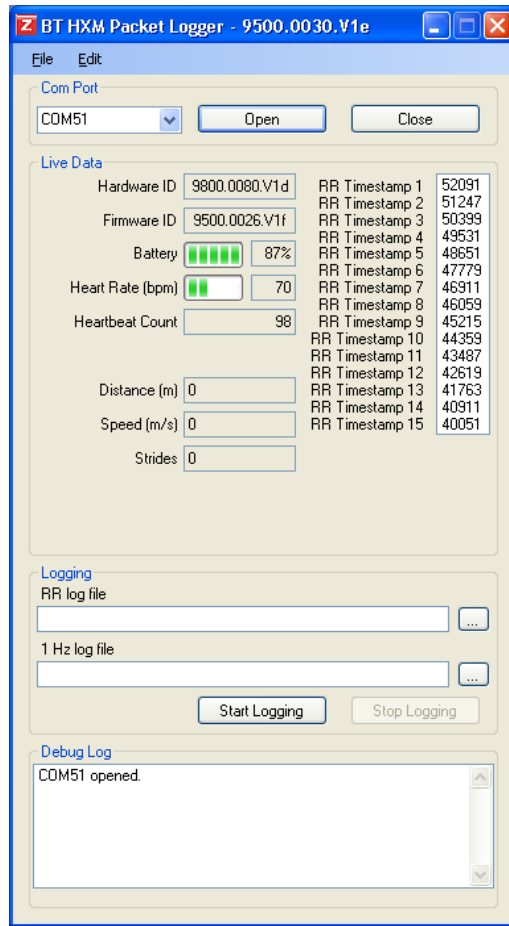 Z BT HXM Packet Logger - 9500.0030.V1e
File Edit
Com Port
COM51 Open Close
Live Data
Hardware ID 9800.0080.V1d
Firmware ID 9500.0026.V1f
Battery 87%
Heart Rate (bpm) 70
Heartbeat Count 98
Distance (m) 0
Speed (m/s) 0
Strides 0
RR Timestamp 1 52091
RR Timestamp 2 51247
RR Timestamp 3 50399
RR Timestamp 4 49531
RR Timestamp 5 48651
RR Timestamp 6 47779
RR Timestamp 7 46911
RR Timestamp 8 46059
RR Timestamp 9 45215
RR Timestamp 10 44359
RR Timestamp 11 43487
RR Timestamp 12 42619
RR Timestamp 13 41763
RR Timestamp 14 40911
RR Timestamp 15 40051
Logging
RR log file
...
1 Hz log file
...
Start Logging Stop Logging
Debug Log
COM51 opened.